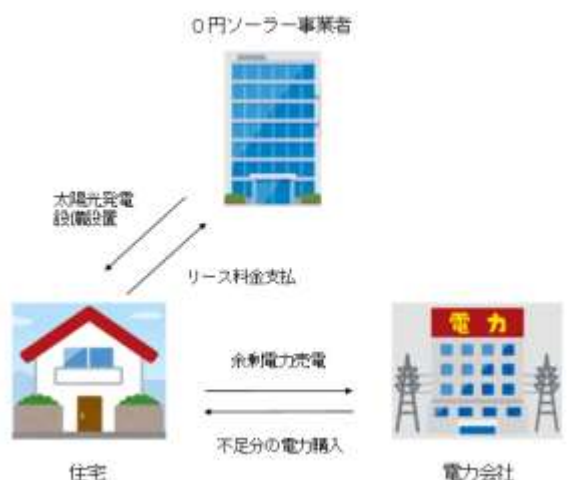 ０円ソーラー事業者
太陽光発電
設備設置
リース料金支払
電力
余剰電力売電
不足分の電力購入
住宅
電力会社